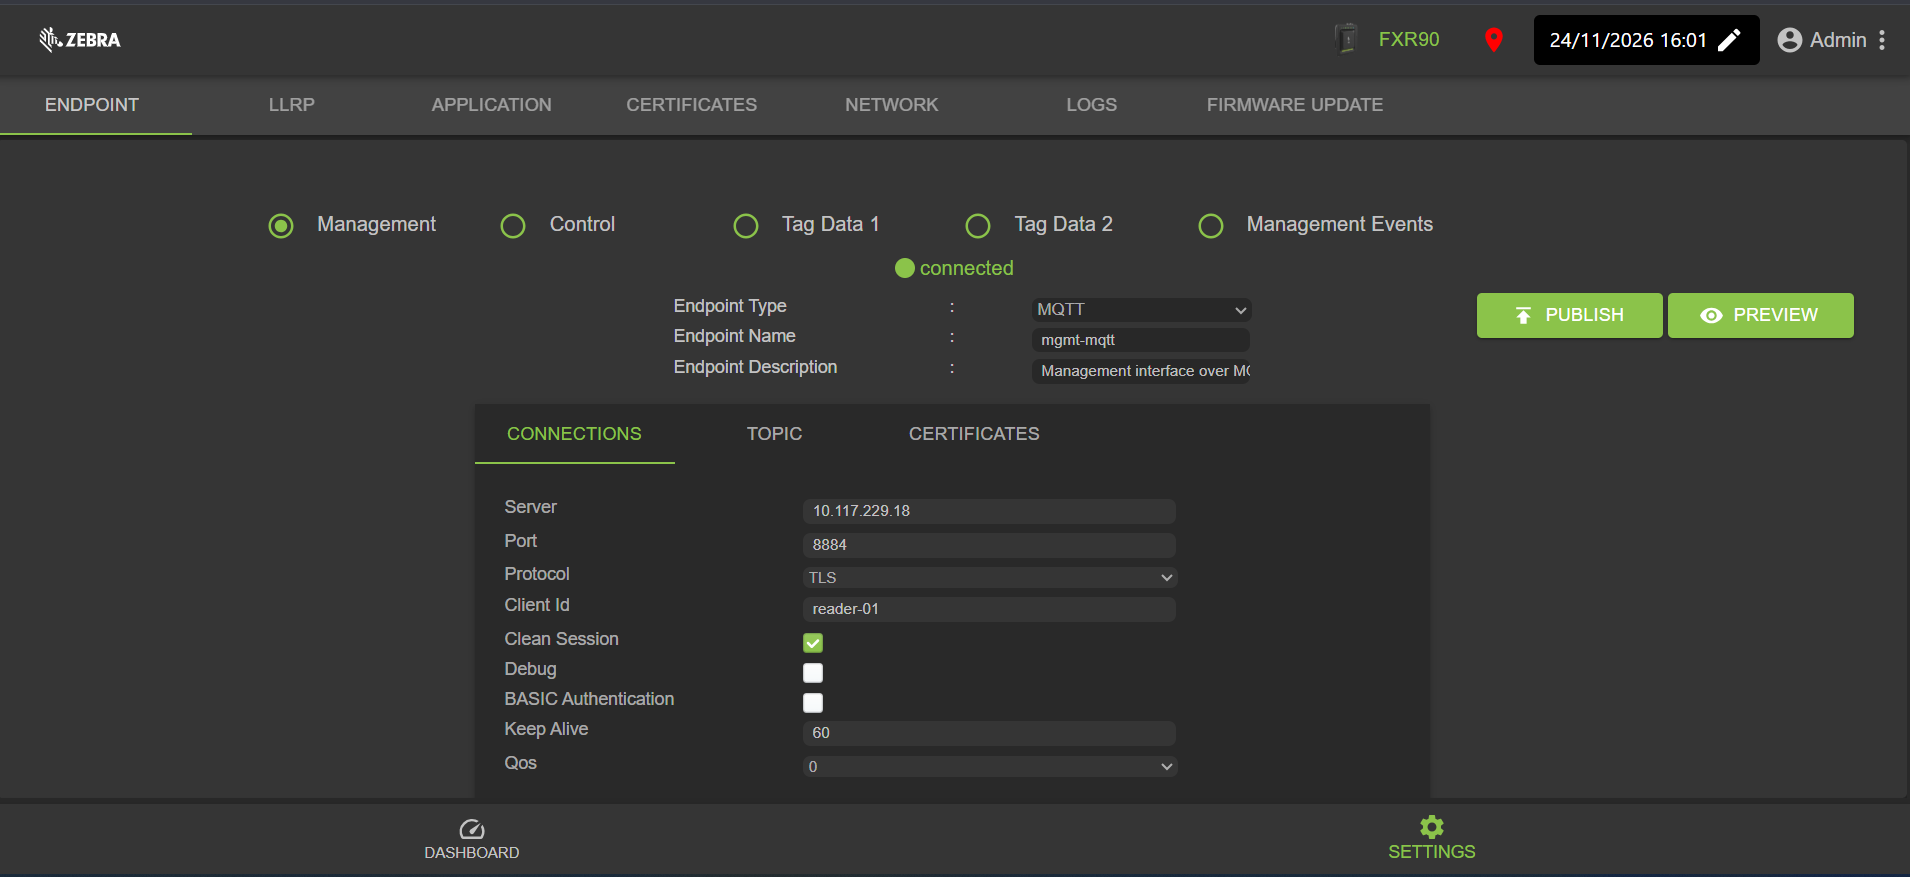 ZEBRA
FXR90
24/11/2026 16:01
Admin
ENDPOINT
LLRP
APPLICATION
CERTIFICATES
NETWORK
LOGS
FIRMWARE UPDATE
Management
Control
Tag Data 1
Tag Data 2
Management Events
connected
Endpoint Type : MQTT
Endpoint Name : mgmt-mqtt
Endpoint Description : Management interface over
PUBLISH
PREVIEW
CONNECTIONS
TOPIC
CERTIFICATES
Server 10.117.229.18
Port 8884
Protocol TLS
Client Id reader-01
Clean Session
Debug
BASIC Authentication
Keep Alive 60
Qos 0
DASHBOARD
SETTINGS